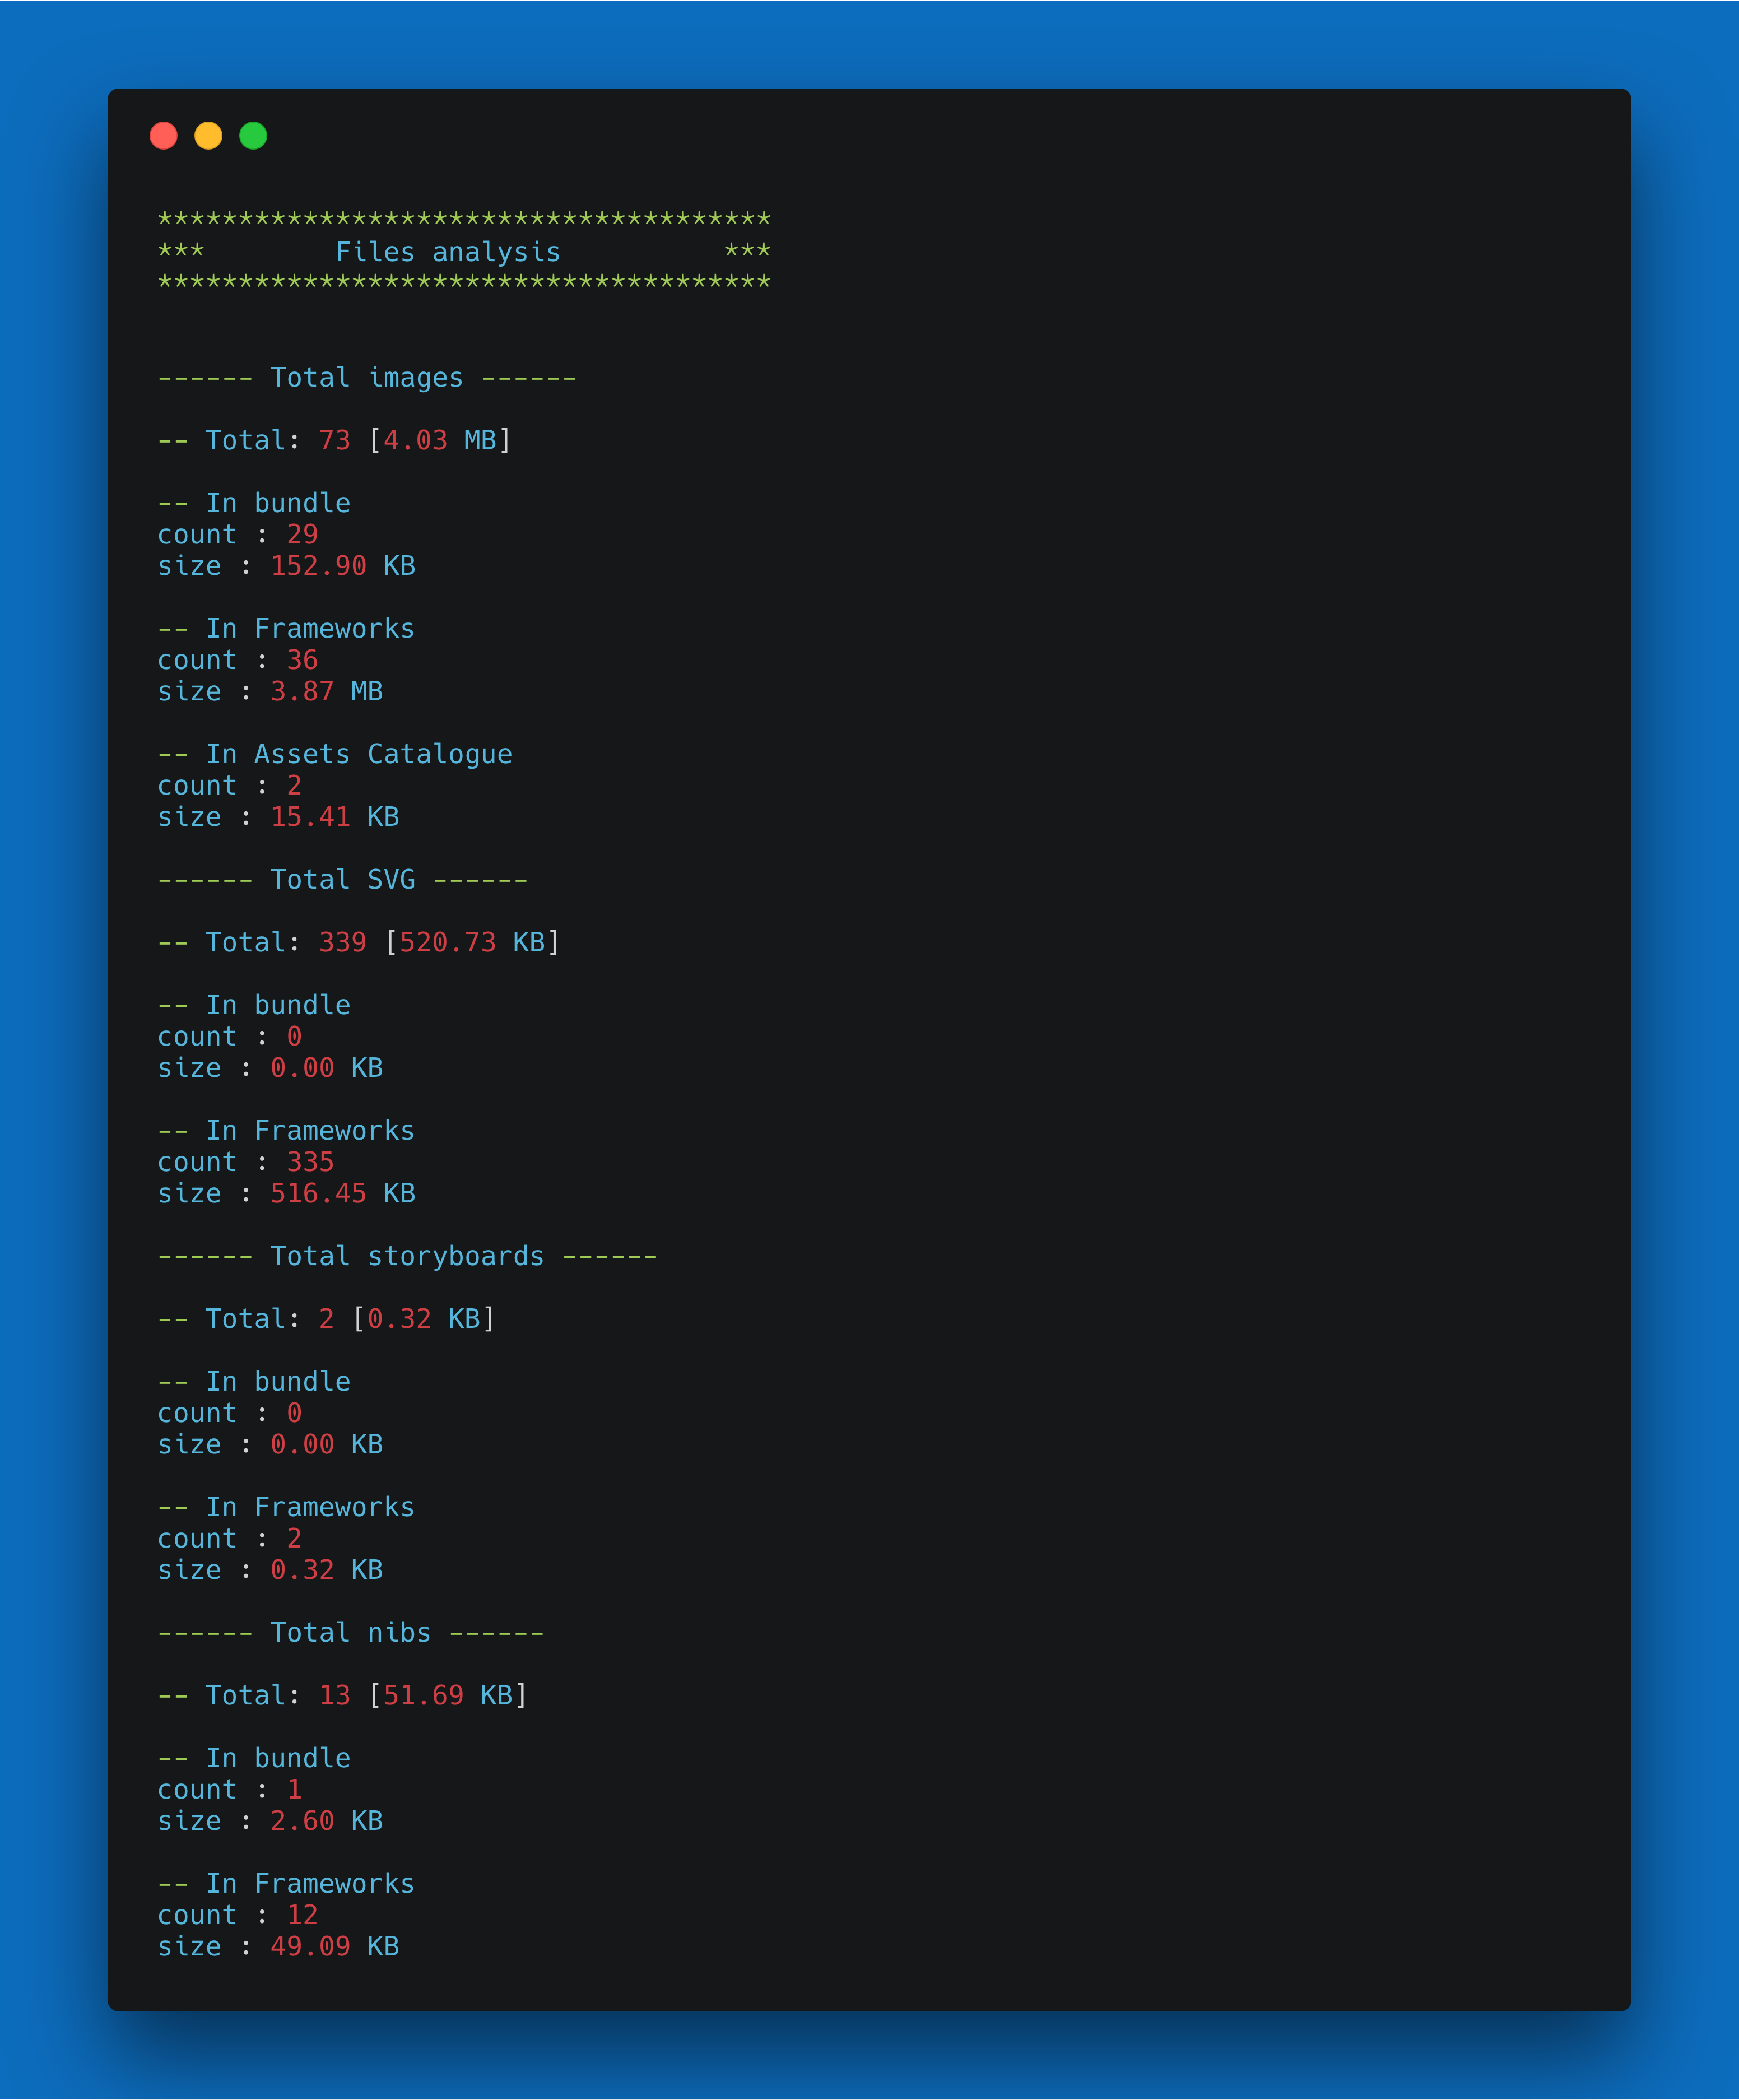 **************************************
***        Files analysis          ***
**************************************
------ Total images ------
-- Total: 73 [4.03 MB]
-- In bundle
count : 29
size : 152.90 KB
-- In Frameworks
count : 36
size : 3.87 MB
-- In Assets Catalogue
count : 2
size : 15.41 KB
------ Total SVG ------
-- Total: 339 [520.73 KB]
-- In bundle
count : 0
size : 0.00 KB
-- In Frameworks
count : 335
size : 516.45 KB
------ Total storyboards ------
-- Total: 2 [0.32 KB]
-- In bundle
count : 0
size : 0.00 KB
-- In Frameworks
count : 2
size : 0.32 KB
------ Total nibs ------
-- Total: 13 [51.69 KB]
-- In bundle
count : 1
size : 2.60 KB
-- In Frameworks
count : 12
size : 49.09 KB